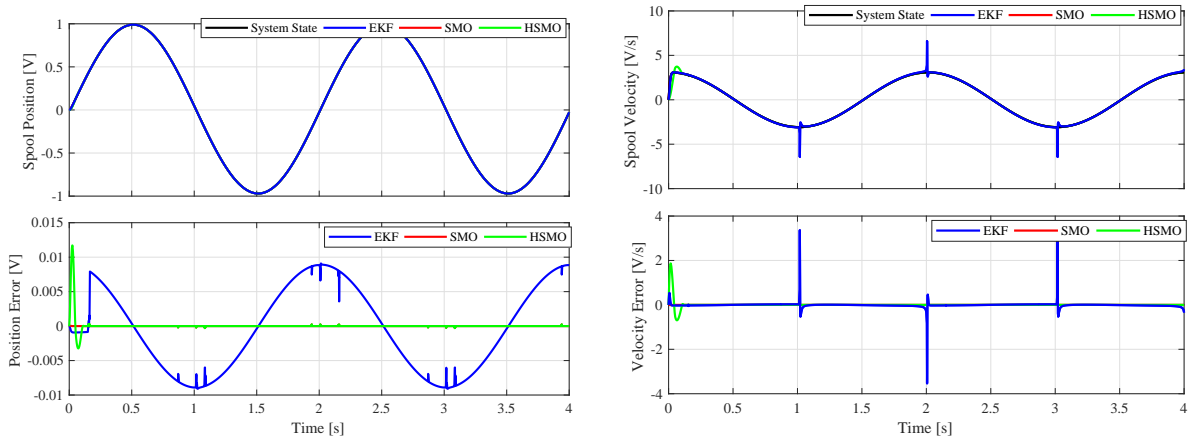 System State EKF SMO HSMO
Spool Position [V]
1
0.5
0
-0.5
-1
EKF SMO HSMO
Position Error [V]
0.015
0.01
0.005
0
-0.005
-0.01
0 0.5 1 1.5 2 2.5 3 3.5 4
Time [s]
System State EKF SMO HSMO
Spool Velocity [V/s]
10
5
0
-5
-10
EKF SMO HSMO
Velocity Error [V/s]
4
2
0
-2
-4
0 0.5 1 1.5 2 2.5 3 3.5 4
Time [s]